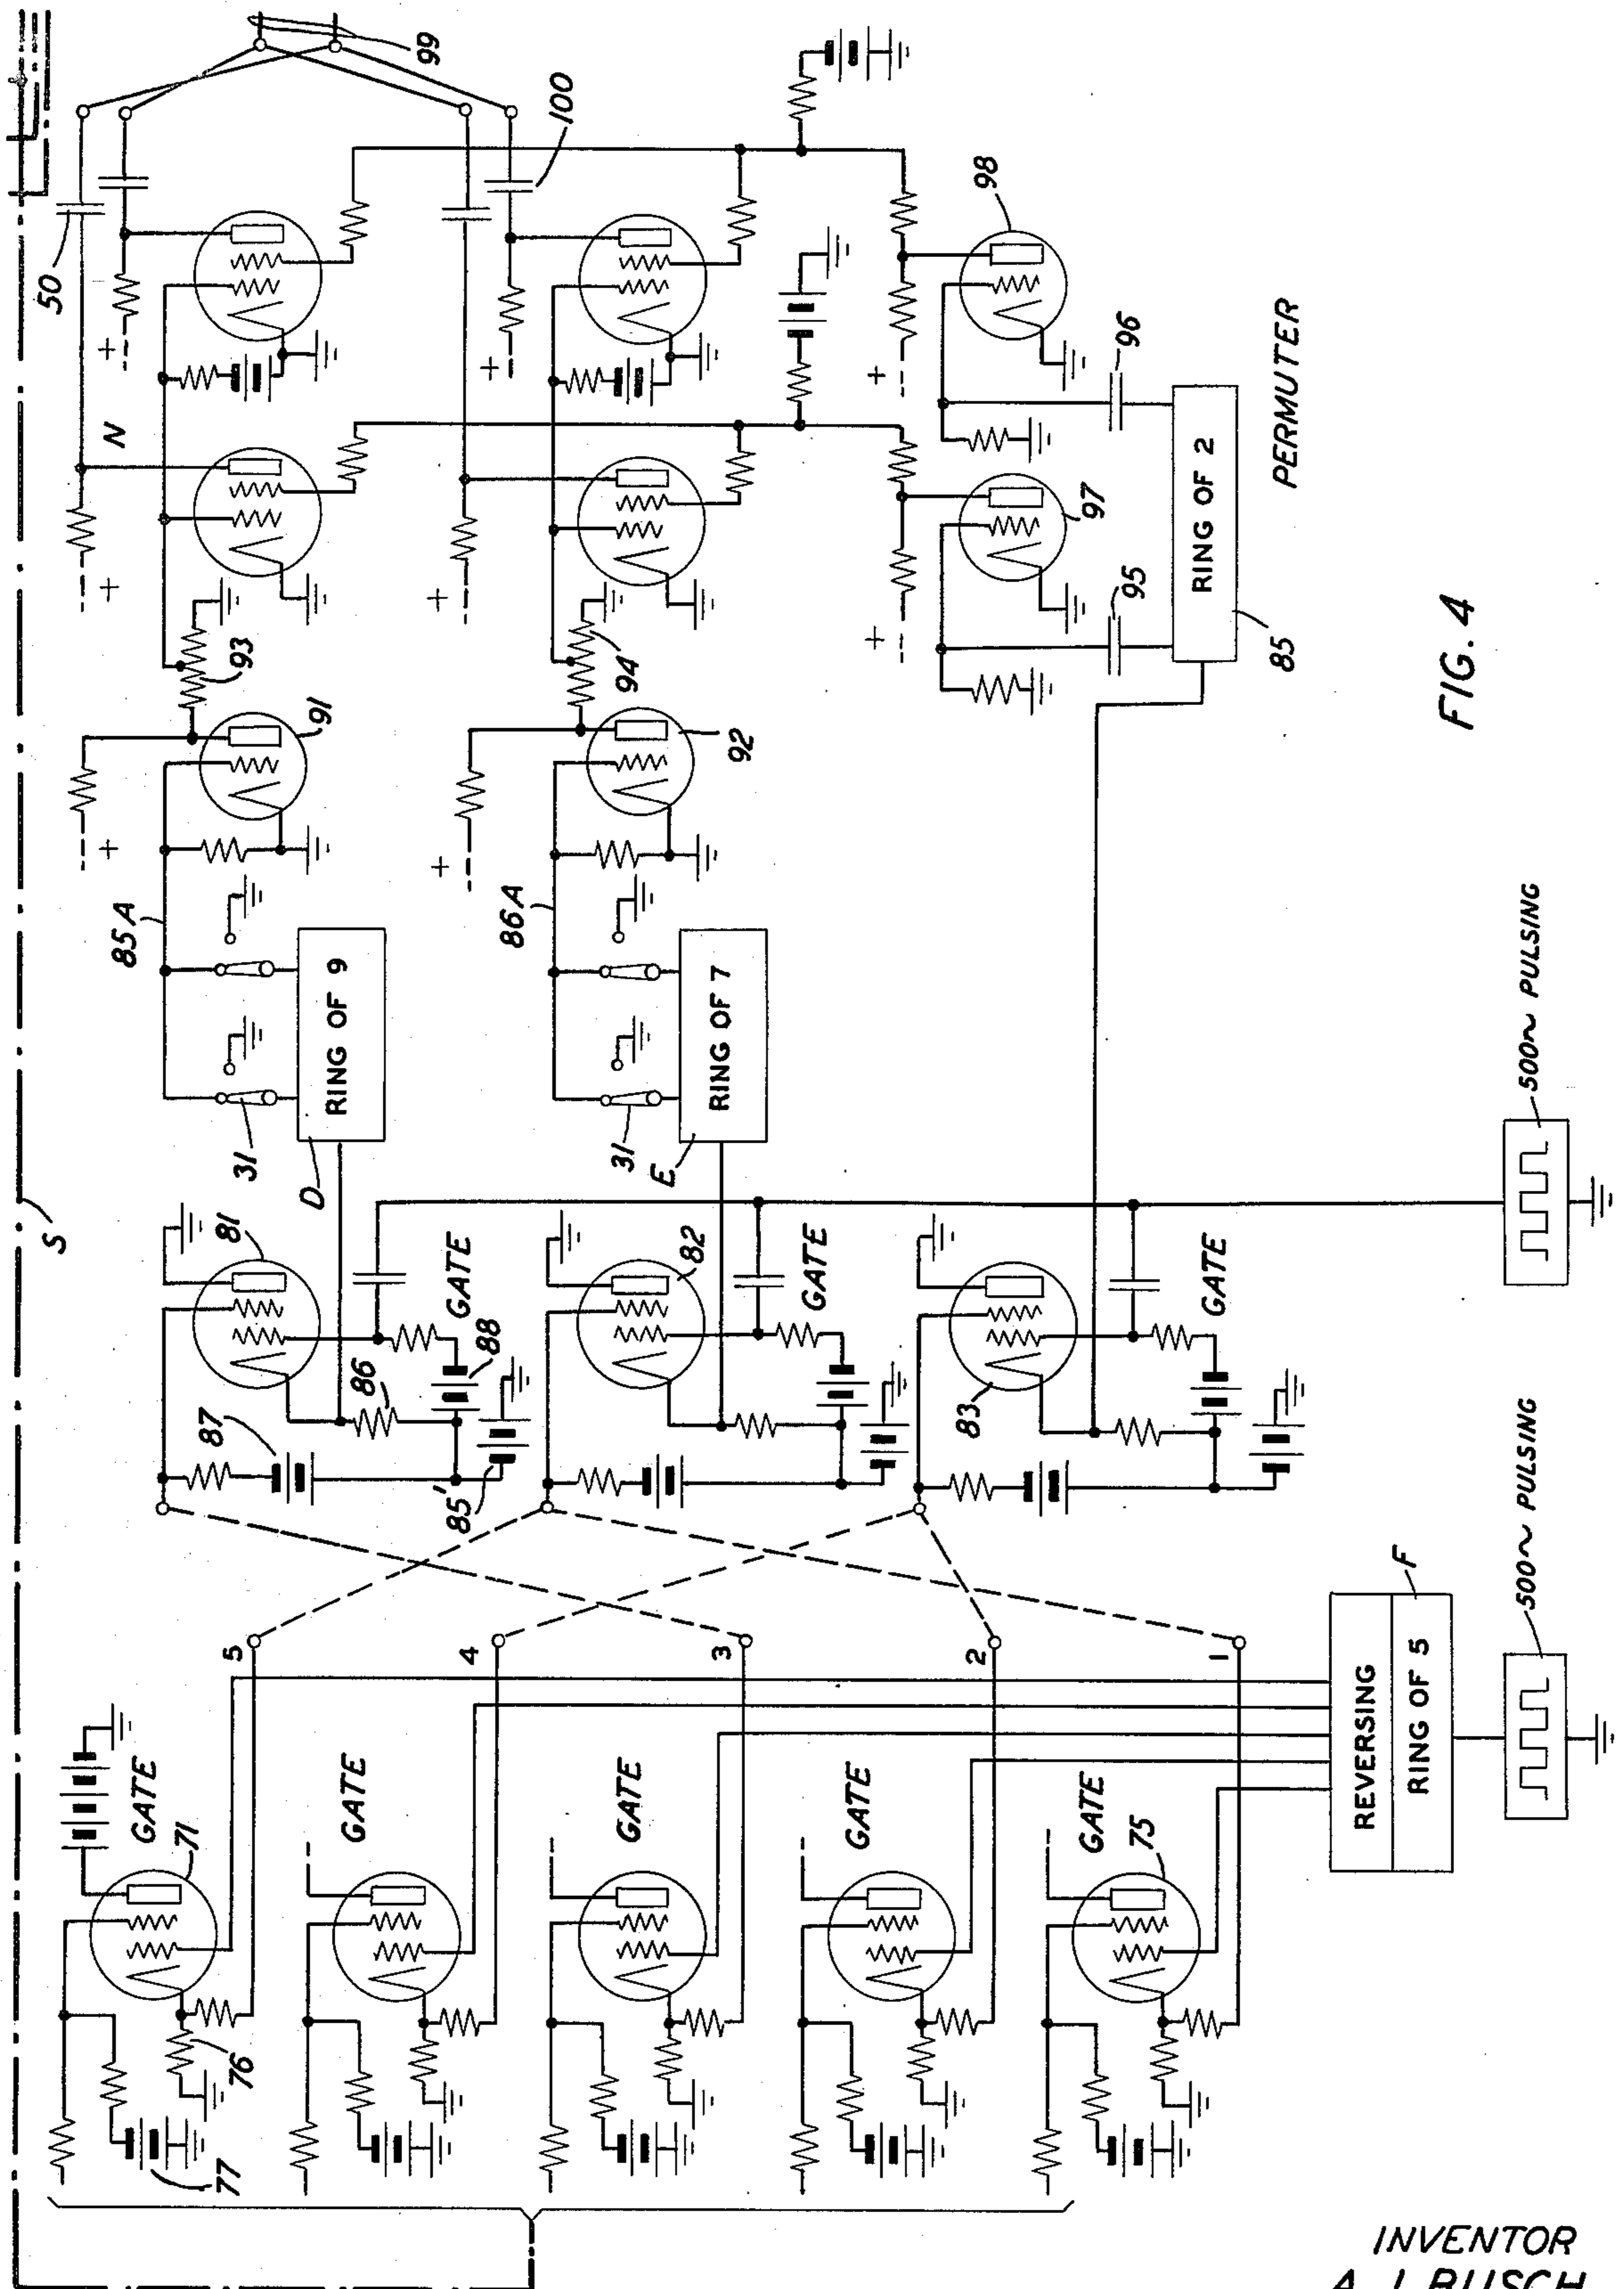 S
GATE
71
76
77
5
GATE
4
GATE
3
GATE
2
GATE
75
1
REVERSING
RING OF 5
F
500~ PULSING
81
87
86
88
85'
GATE
82
GATE
83
GATE
500~ PULSING
D
31
RING OF 9
85A
E
31
RING OF 7
86A
+
91
93
+
92
94
+
N
+
50
+
+
100
99
+
97
95
+
98
96
RING OF 2
85
PERMUTER
FIG. 4
INVENTOR
A. J. BUSCH